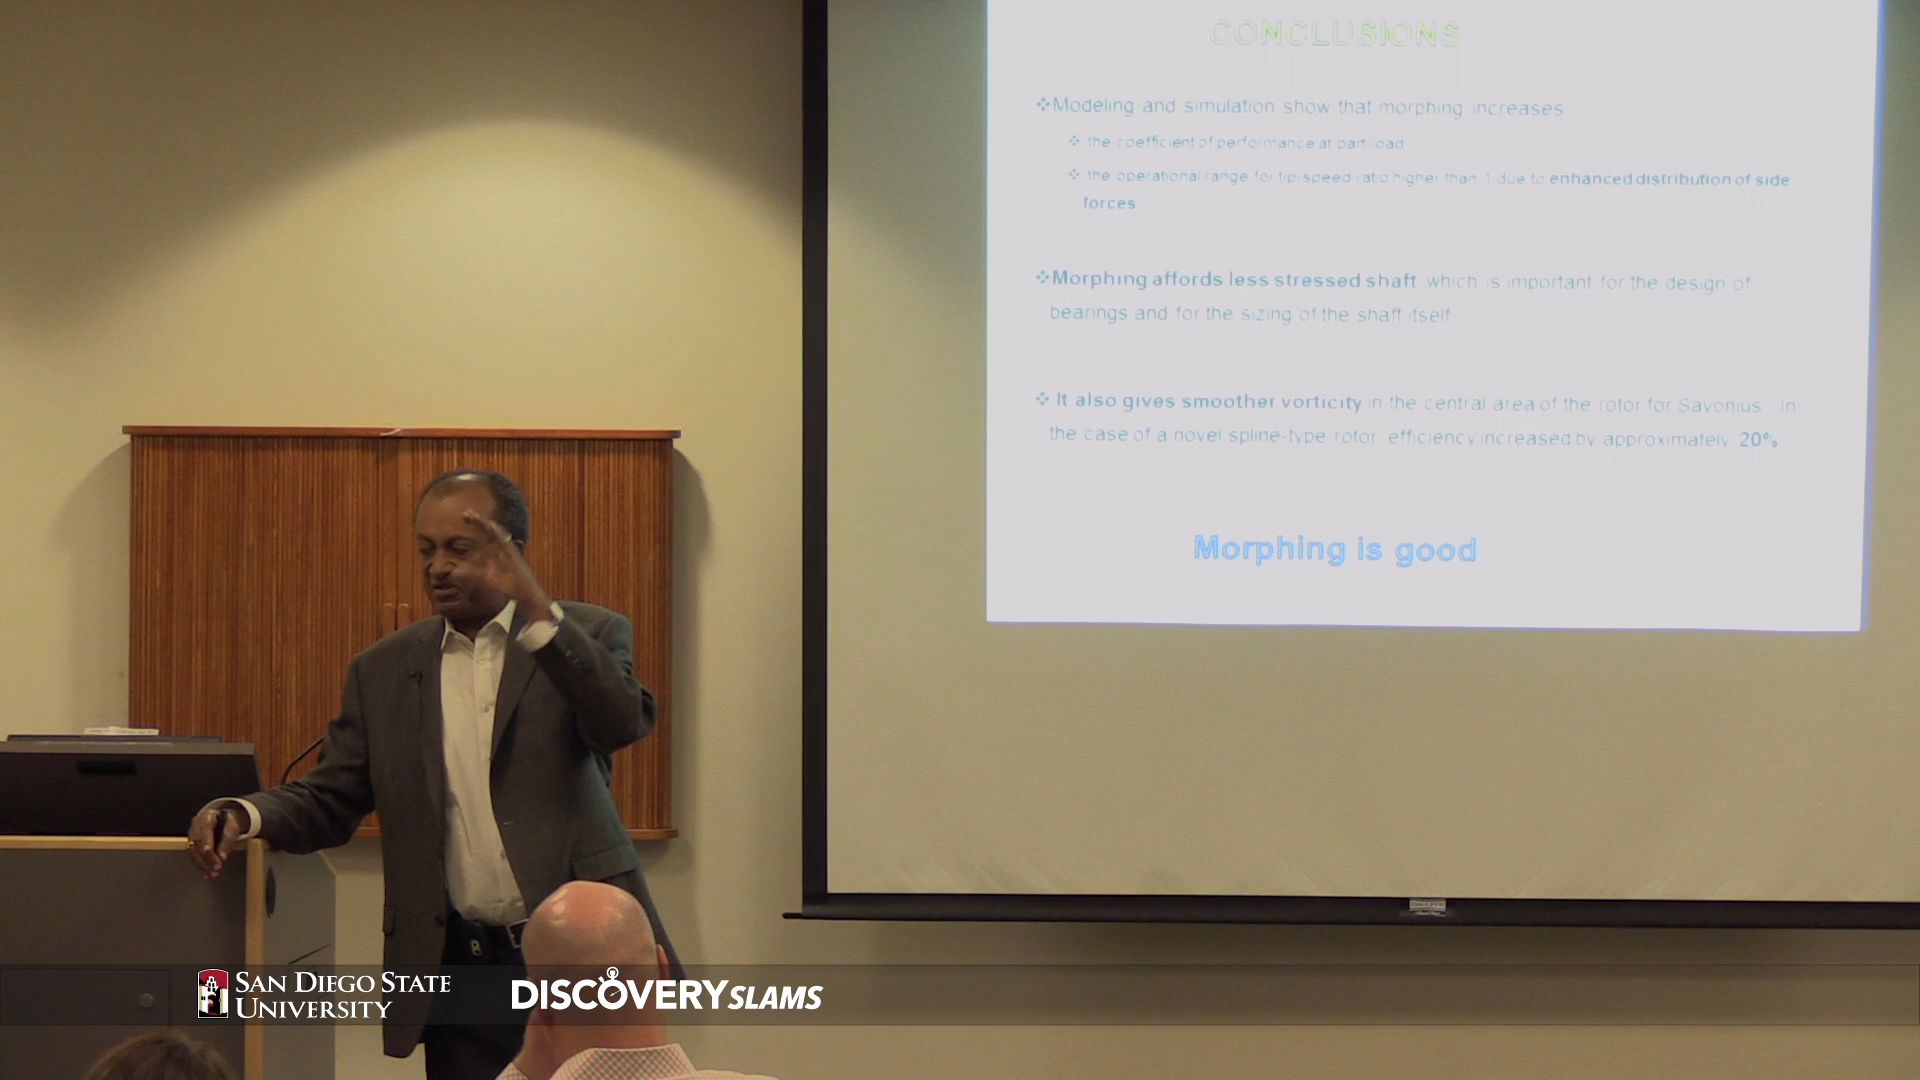 CONCLUSIONS
❖Modeling and simulation show that morphing increases
❖ the coefficient of performance at part-load
❖ the operational range for tip-speed-ratio higher than 1 due to enhanced distribution of side
forces
❖Morphing affords less stressed shaft which is important for the design of
bearings and for the sizing of the shaft itself
❖ It also gives smoother vorticity in the central area of the rotor for Savonius In
the case of a novel spline-type rotor efficiency increased by approximately 20%
Morphing is good
SAN DIEGO STATE
UNIVERSITY
DISCOVERY SLAMS